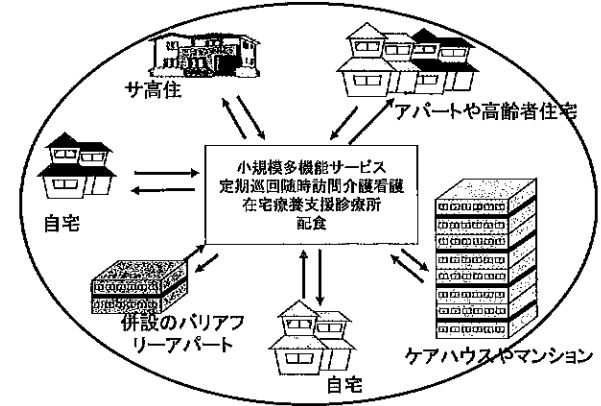 サ高住
アパートや高齢者住宅
小規模多機能サービス
定期巡回随時訪問介護看護
在宅療養支援診療所
配食
自宅
併設のバリアフ
リーアパート
自宅
ケアハウスやマンション